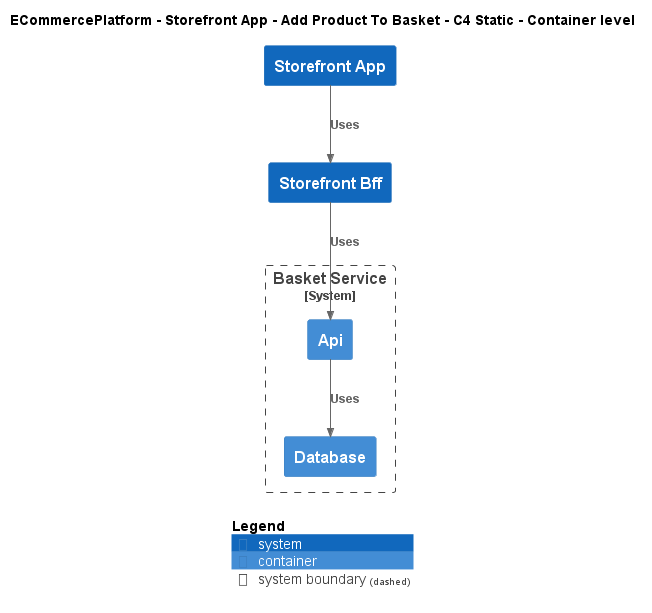 ECommercePlatform - Storefront App - Add Product To Basket - C4 Static - Container level
Storefront App
Uses
Storefront Bff
Uses
Basket Service
[System]
Api
Uses
Database
Legend
system
container
system boundary (dashed)